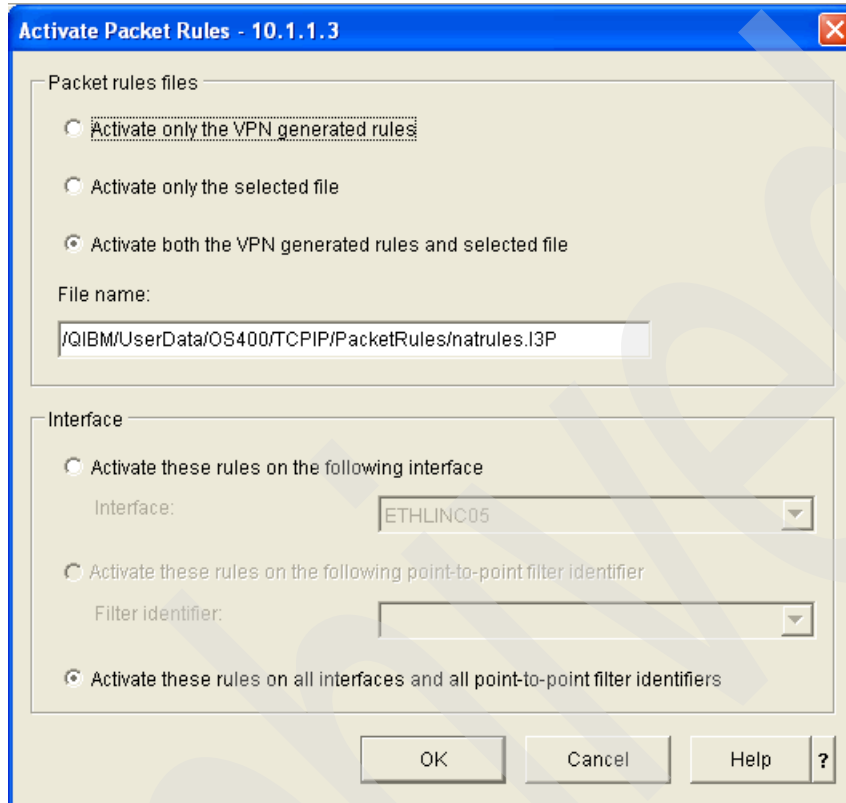 Activate Packet Rules - 10.1.1.3
Packet rules files
Activate only the VPN generated rules
Activate only the selected file
Activate both the VPN generated rules and selected file
File name:
/QIBM/UserData/OS400/TCPIP/PacketRules/natrules.I3P
Interface
Activate these rules on the following interface
Interface: ETHLINC05
Activate these rules on the following point-to-point filter identifier
Filter identifier:
Activate these rules on all interfaces and all point-to-point filter identifiers
OK Cancel Help ?